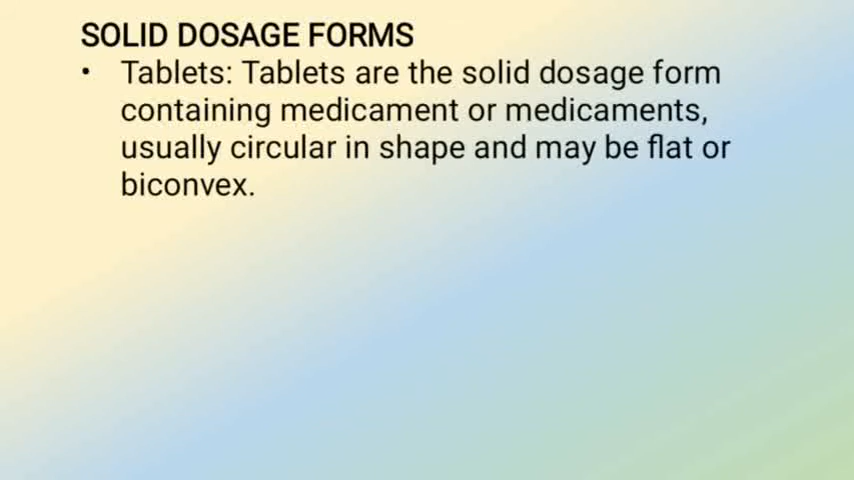 SOLID DOSAGE FORMS
• Tablets: Tablets are the solid dosage form
containing medicament or medicaments,
usually circular in shape and may be flat or
biconvex.